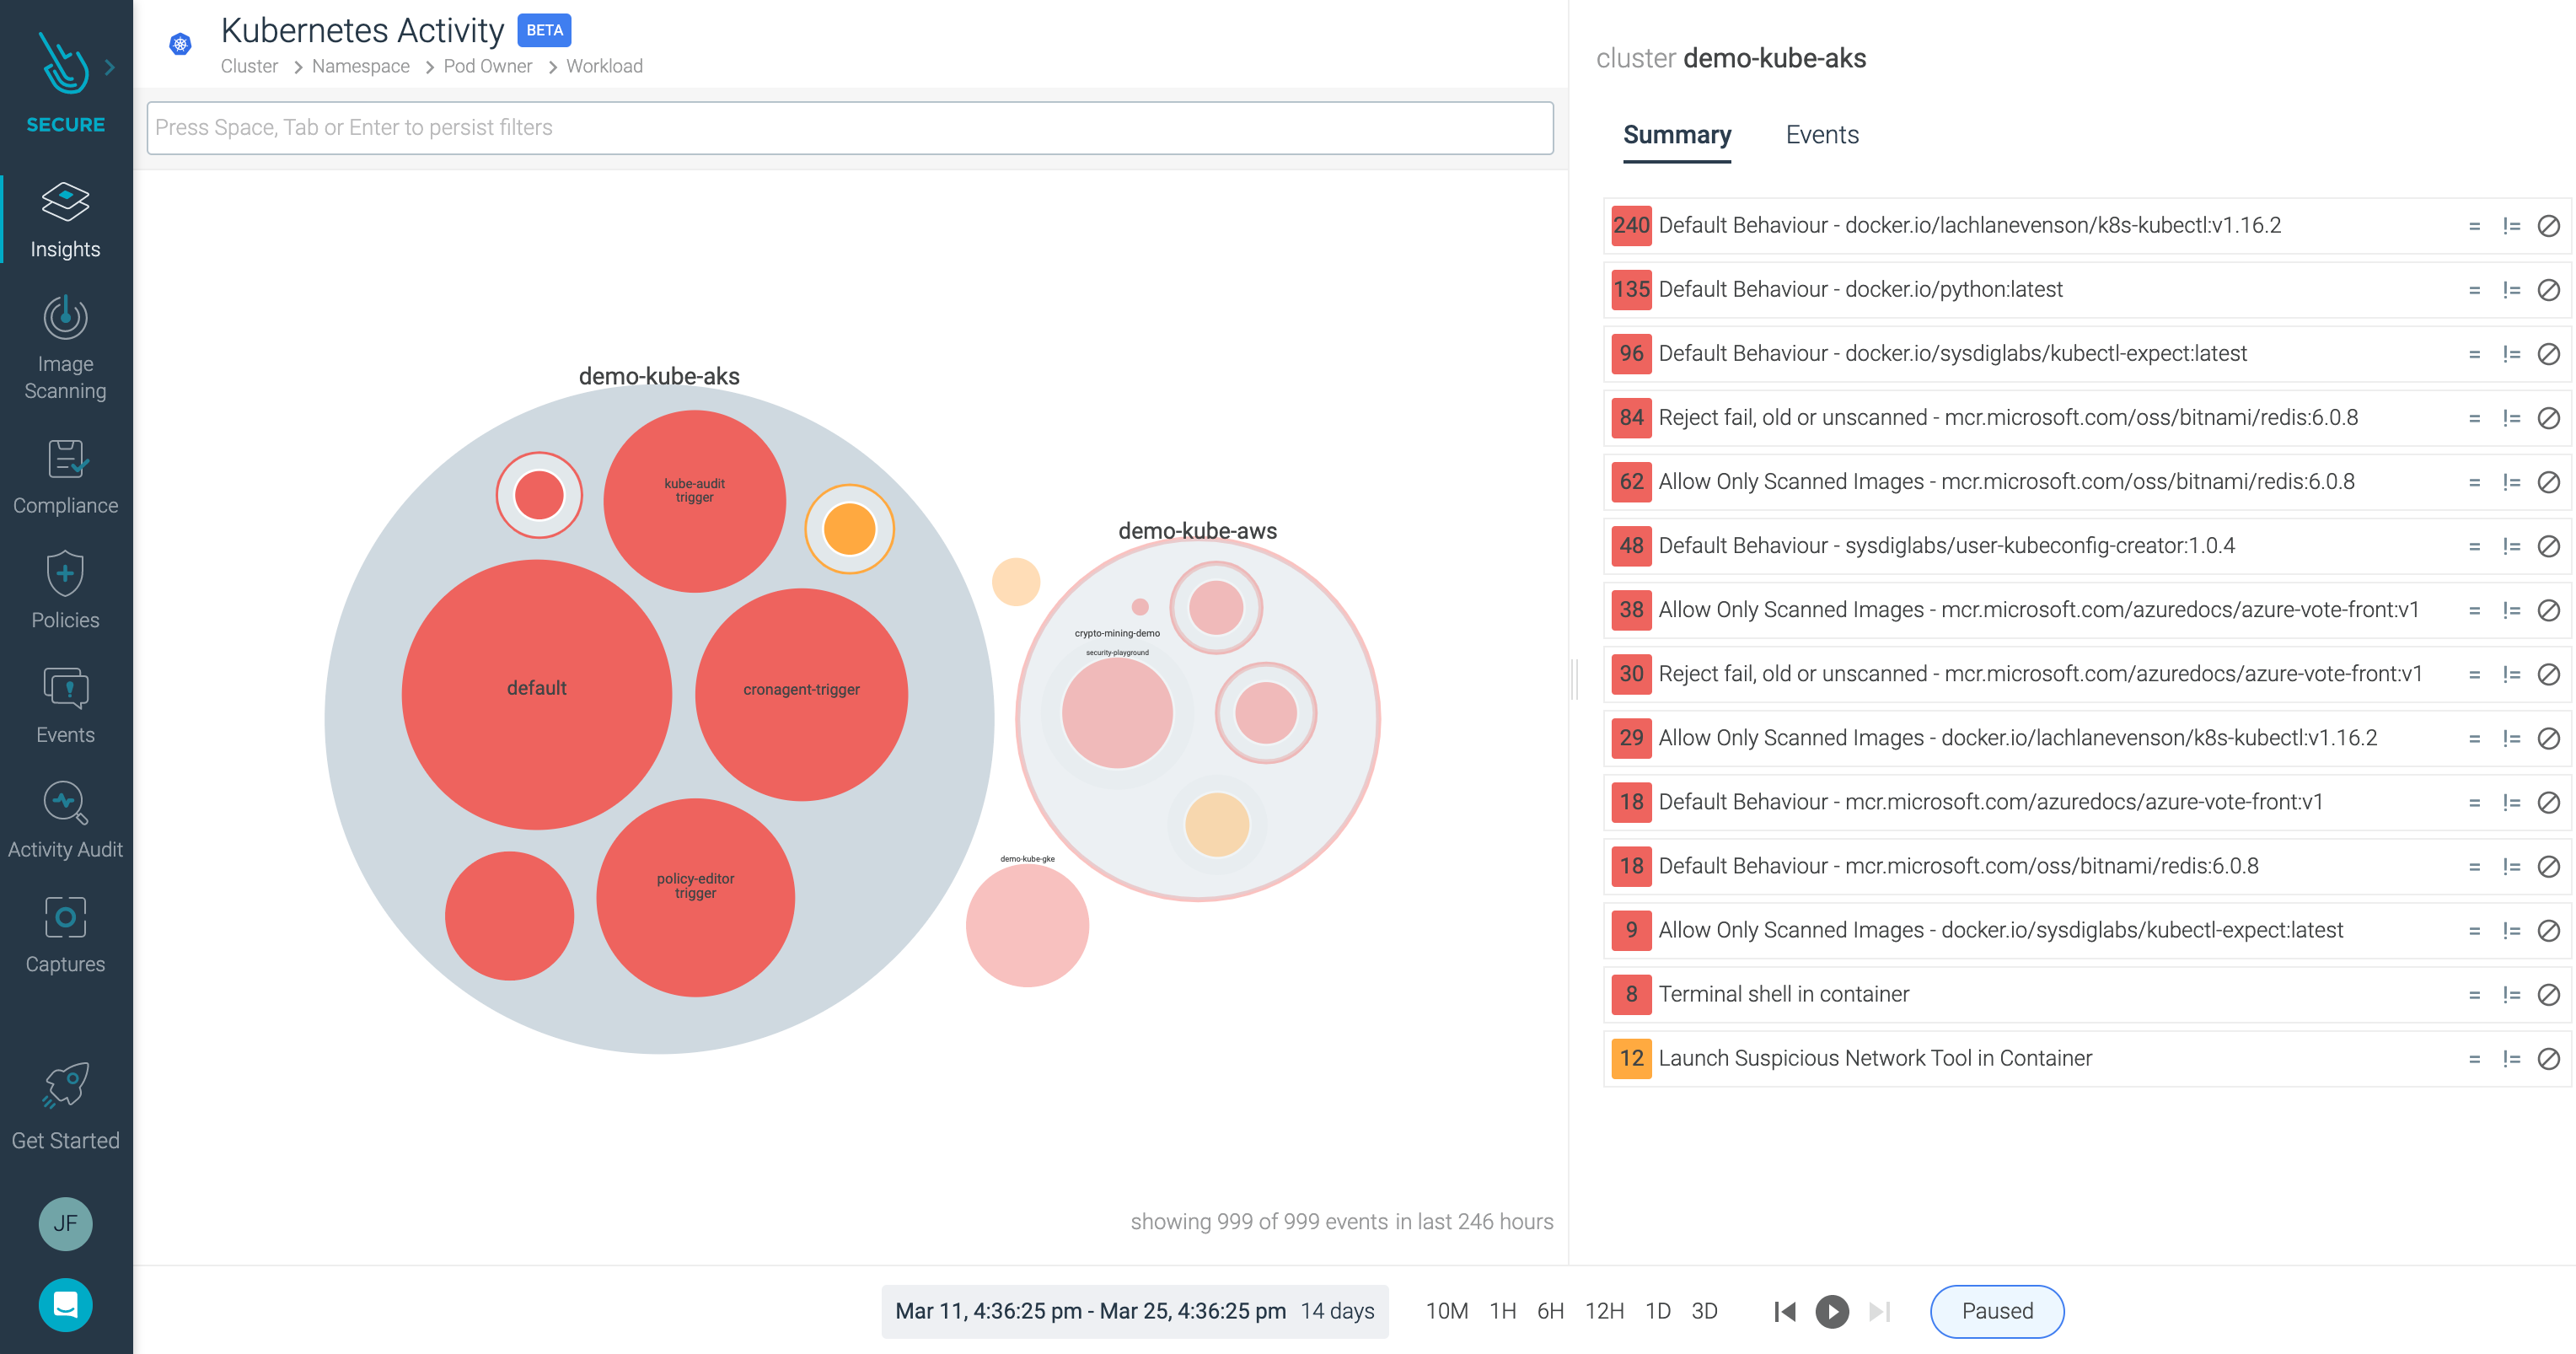 SECURE
Insights
Image
Scanning
Compliance
Policies
Events
Activity Audit
Captures
Get Started
JF
Kubernetes Activity BETA
Cluster > Namespace > Pod Owner > Workload
Press Space, Tab or Enter to persist filters
demo-kube-aks
kube-audit
trigger
default
cronagent-trigger
policy-editor
trigger
demo-kube-aws
crypto-mining-demo
security-playground
demo-kube-gke
showing 999 of 999 events in last 246 hours
cluster demo-kube-aks
Summary Events
240 Default Behaviour - docker.io/lachlanevenson/k8s-kubectl:v1.16.2 = !=
135 Default Behaviour - docker.io/python:latest = !=
96 Default Behaviour - docker.io/sysdiglabs/kubectl-expect:latest = !=
84 Reject fail, old or unscanned - mcr.microsoft.com/oss/bitnami/redis:6.0.8 = !=
62 Allow Only Scanned Images - mcr.microsoft.com/oss/bitnami/redis:6.0.8 = !=
48 Default Behaviour - sysdiglabs/user-kubeconfig-creator:1.0.4 = !=
38 Allow Only Scanned Images - mcr.microsoft.com/azuredocs/azure-vote-front:v1 = !=
30 Reject fail, old or unscanned - mcr.microsoft.com/azuredocs/azure-vote-front:v1 = !=
29 Allow Only Scanned Images - docker.io/lachlanevenson/k8s-kubectl:v1.16.2 = !=
18 Default Behaviour - mcr.microsoft.com/azuredocs/azure-vote-front:v1 = !=
18 Default Behaviour - mcr.microsoft.com/oss/bitnami/redis:6.0.8 = !=
9 Allow Only Scanned Images - docker.io/sysdiglabs/kubectl-expect:latest = !=
8 Terminal shell in container = !=
12 Launch Suspicious Network Tool in Container = !=
Mar 11, 4:36:25 pm - Mar 25, 4:36:25 pm 14 days 10M 1H 6H 12H 1D 3D Paused